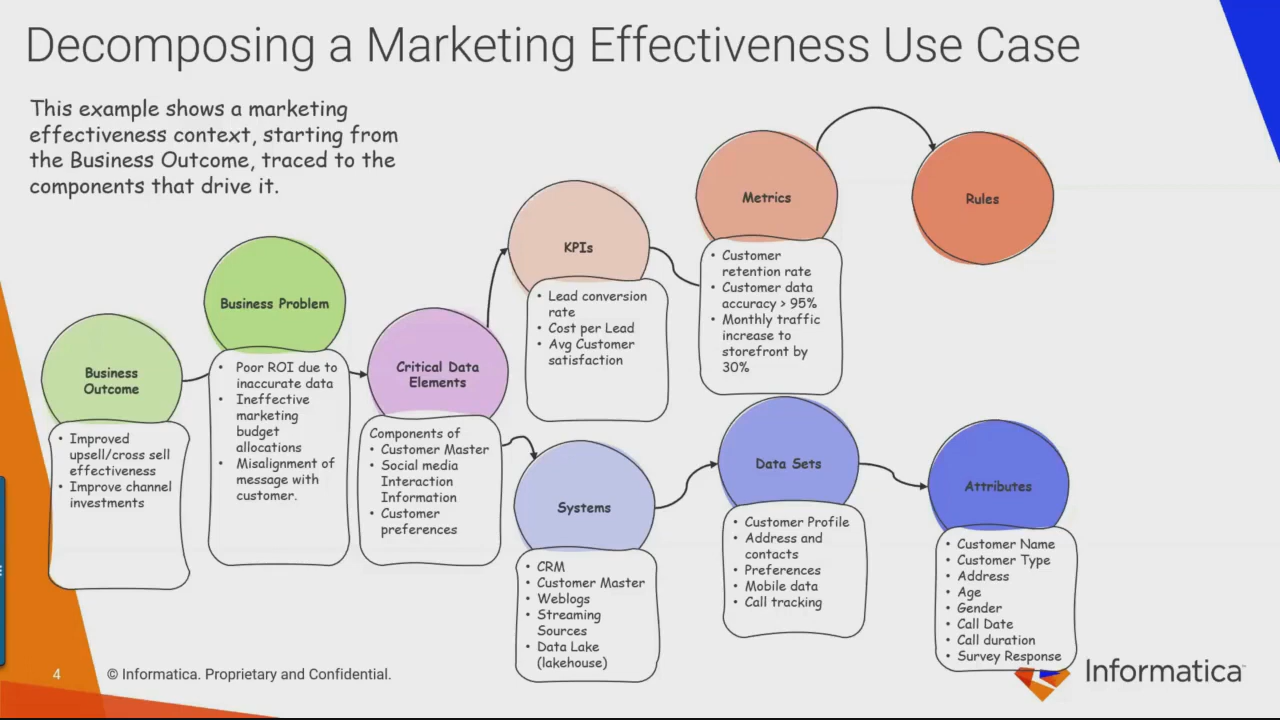 Decomposing a Marketing Effectiveness Use Case
This example shows a marketing
effectiveness context, starting from
the Business Outcome, traced to the
components that drive it.
Business
Outcome
• Improved
upsell/cross sell
effectiveness
• Improve channel
investments
Business Problem
• Poor ROI due to
inaccurate data
• Ineffective
marketing
budget
allocations
• Misalignment of
message with
customer.
Critical Data
Elements
Components of
• Customer Master
• Social media
Interaction
Information
• Customer
preferences
KPIs
• Lead conversion
rate
• Cost per Lead
• Avg Customer
satisfaction
Metrics
• Customer
retention rate
• Customer data
accuracy > 95%
• Monthly traffic
increase to
storefront by
30%
Rules
Systems
• CRM
• Customer Master
• Weblogs
• Streaming
Sources
• Data Lake
(lakehouse)
Data Sets
• Customer Profile
• Address and
contacts
• Preferences
• Mobile data
• Call tracking
Attributes
• Customer Name
• Customer Type
• Address
• Age
• Gender
• Call Date
• Call duration
• Survey Response
4
© Informatica. Proprietary and Confidential.
Informatica™